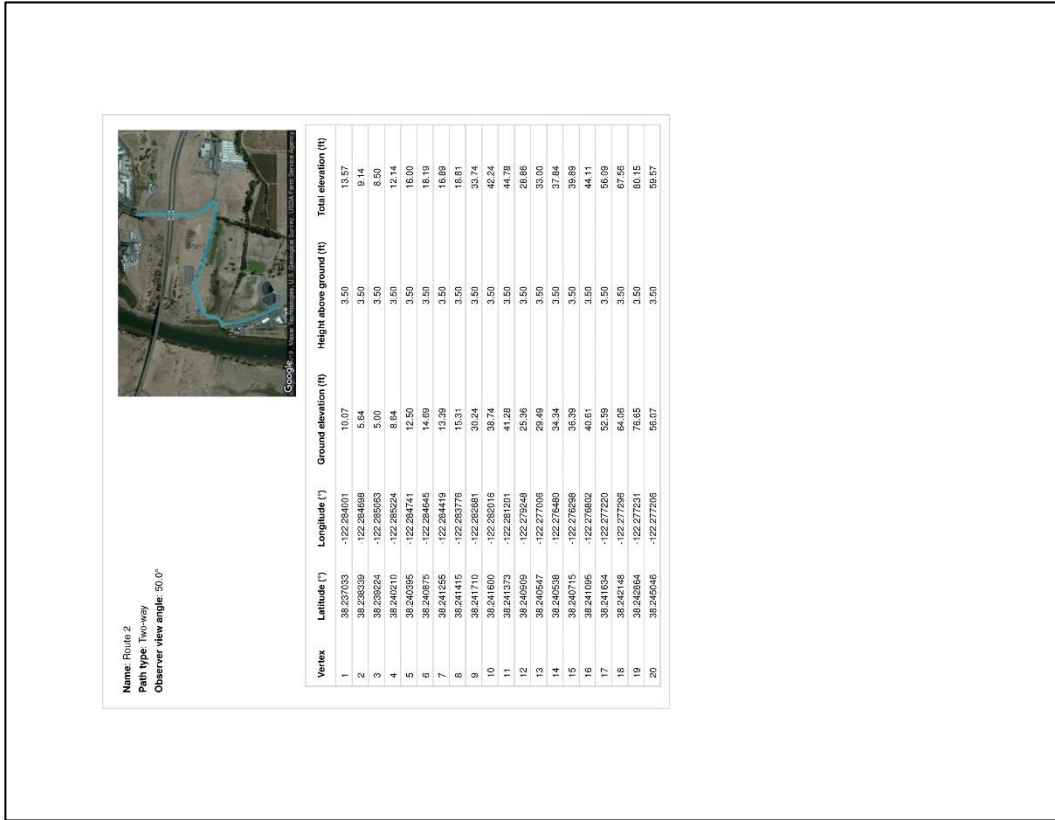 Name: Route 2
Path type: Two-way
Observer view angle: 50.0°
Google
Maxar Technologies, U.S. Geological Survey, USDA Farm Service Agency
Vertex Latitude (°) Longitude (°) Ground elevation (ft) Height above ground (ft) Total elevation (ft)
1 38.237033 -122.284001 10.07 3.50 13.57
2 38.238339 -122.284698 5.64 3.50 9.14
3 38.239224 -122.285063 5.00 3.50 8.50
4 38.240210 -122.285224 8.64 3.50 12.14
5 38.240395 -122.284741 12.50 3.50 16.00
6 38.240875 -122.284645 14.69 3.50 18.19
7 38.241255 -122.284419 13.39 3.50 16.89
8 38.241415 -122.283776 15.31 3.50 18.81
9 38.241710 -122.282681 30.24 3.50 33.74
10 38.241600 -122.282016 38.74 3.50 42.24
11 38.241373 -122.281201 41.28 3.50 44.78
12 38.240909 -122.279248 25.36 3.50 28.86
13 38.240547 -122.277006 29.49 3.50 33.00
14 38.240538 -122.276480 34.34 3.50 37.84
15 38.240715 -122.276298 36.39 3.50 39.89
16 38.241095 -122.276802 40.61 3.50 44.11
17 38.241634 -122.277220 52.59 3.50 56.09
18 38.242148 -122.277296 64.06 3.50 67.56
19 38.242864 -122.277231 76.65 3.50 80.15
20 38.245046 -122.277206 56.07 3.50 59.57